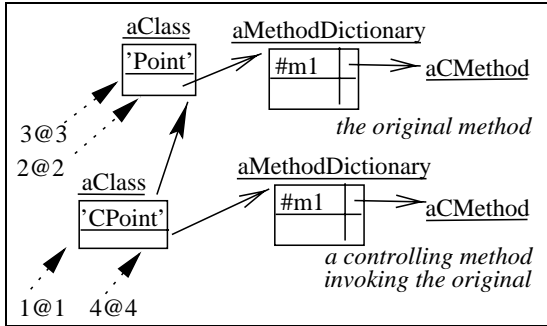 aClass
aMethodDictionary
'Point'
#m1
aCMethod
3@3
2@2
the original method
aMethodDictionary
aClass
'CPoint'
#m1
aCMethod
a controlling method
invoking the original
1@1
4@4